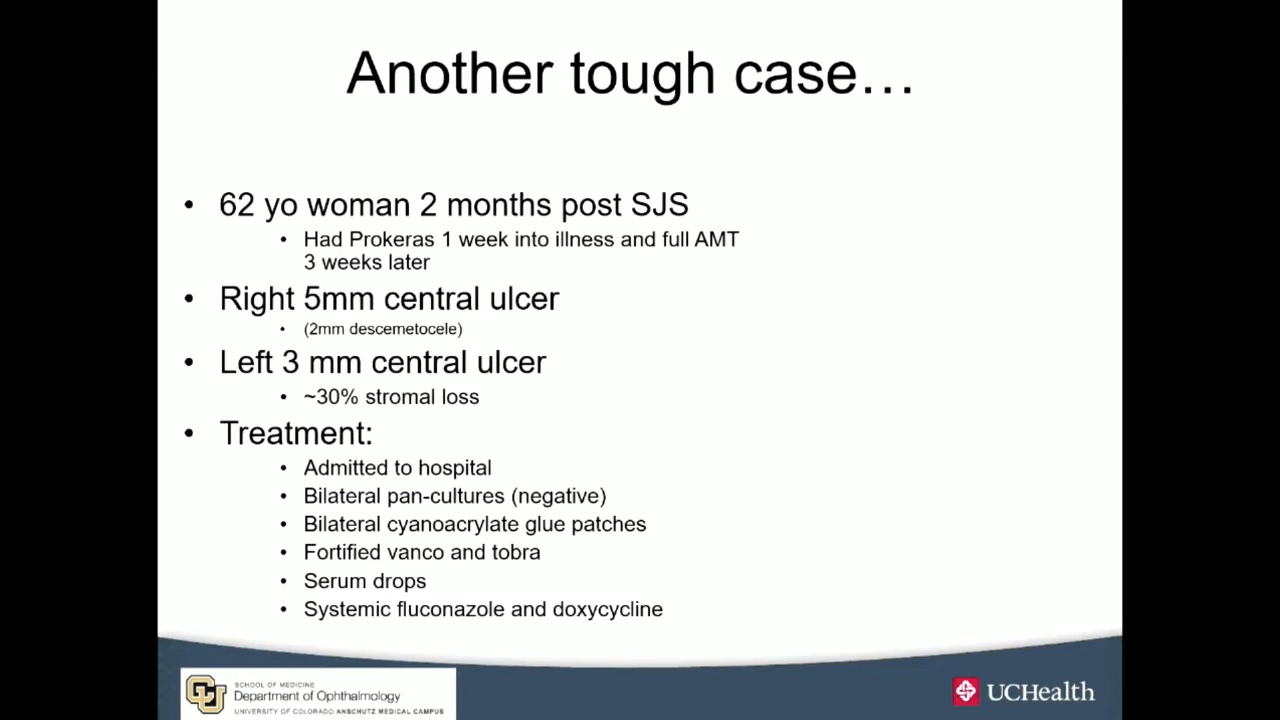 Another tough case…
• 62 yo woman 2 months post SJS
• Had Prokeras 1 week into illness and full AMT
3 weeks later
• Right 5mm central ulcer
• (2mm descemetocele)
• Left 3 mm central ulcer
• ~30% stromal loss
• Treatment:
• Admitted to hospital
• Bilateral pan-cultures (negative)
• Bilateral cyanoacrylate glue patches
• Fortified vanco and tobra
• Serum drops
• Systemic fluconazole and doxycycline
CU
SCHOOL OF MEDICINE
Department of Ophthalmology
UNIVERSITY OF COLORADO ANSCHUTZ MEDICAL CAMPUS
UCHealth